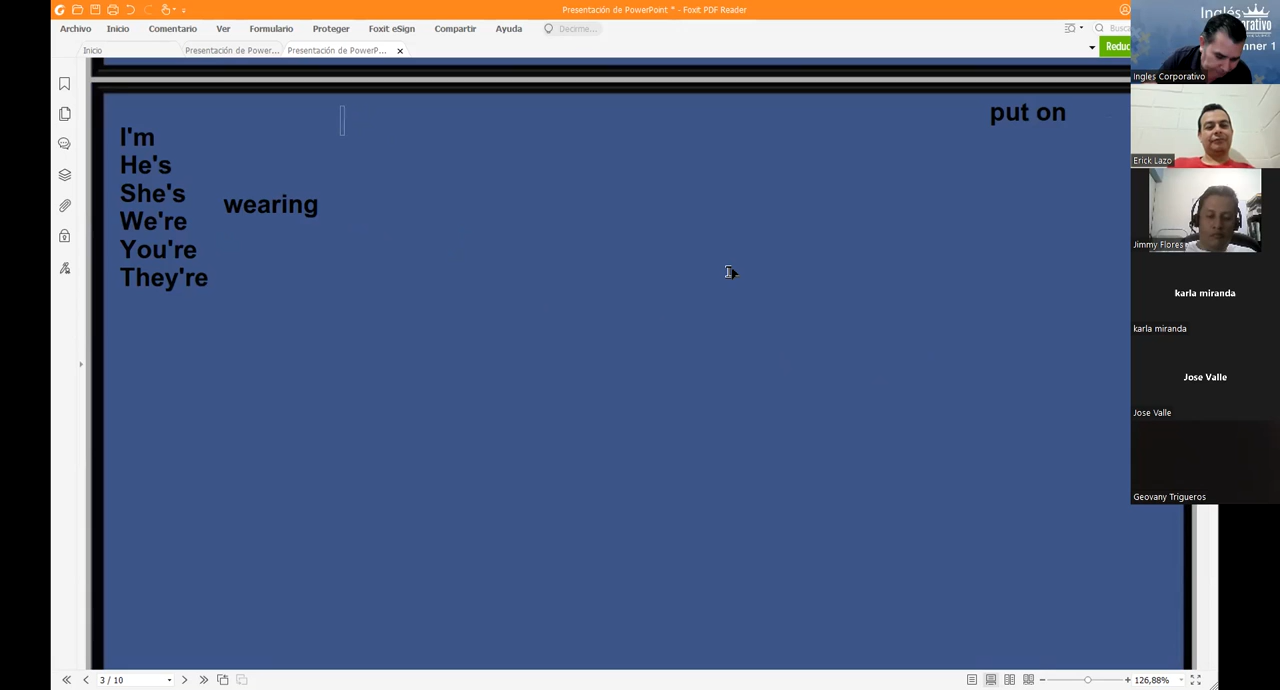 Presentación de PowerPoint * - Foxit PDF Reader
Archivo Inicio Comentario Ver Formulario Proteger Foxit eSign Compartir Ayuda Decirme...
Inicio Presentación de Power... Presentación de PowerP...
Inglés
Ingles Corporativo
put on
I'm
He's
She's
We're
You're
They're
wearing
Erick Lazo
Jimmy Flores
karla miranda
karla miranda
Jose Valle
Jose Valle
Geovany Trigueros
3 / 10
126,88%